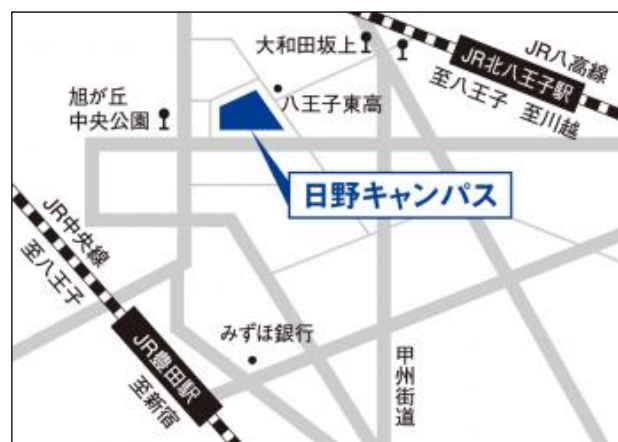 大和田坂上
JR八高線
JR北八王子駅
至八王子 至川越
旭が丘
中央公園
八王子東高
日野キャンパス
JR中央線
至八王子
JR豊田駅
至新宿
みずほ銀行
甲州街道